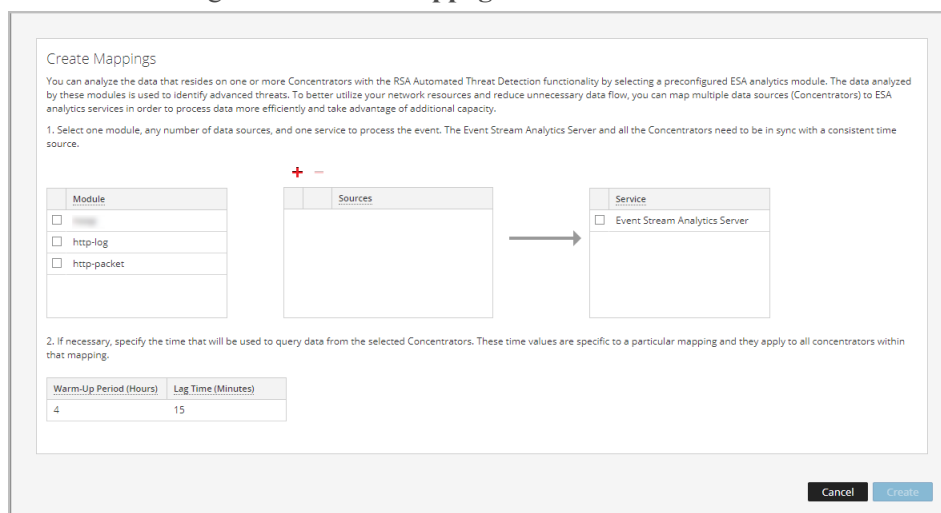 Create Mappings
You can analyze the data that resides on one or more Concentrators with the RSA Automated Threat Detection functionality by selecting a preconfigured ESA analytics module. The data analyzed
by these modules is used to identify advanced threats. To better utilize your network resources and reduce unnecessary data flow, you can map multiple data sources (Concentrators) to ESA
analytics services in order to process data more efficiently and take advantage of additional capacity.
1. Select one module, any number of data sources, and one service to process the event. The Event Stream Analytics Server and all the Concentrators need to be in sync with a consistent time
source.
Module
http-log
http-packet
Sources
Service
Event Stream Analytics Server
2. If necessary, specify the time that will be used to query data from the selected Concentrators. These time values are specific to a particular mapping and they apply to all concentrators within
that mapping.
Warm-Up Period (Hours) Lag Time (Minutes)
4 15
Cancel Create